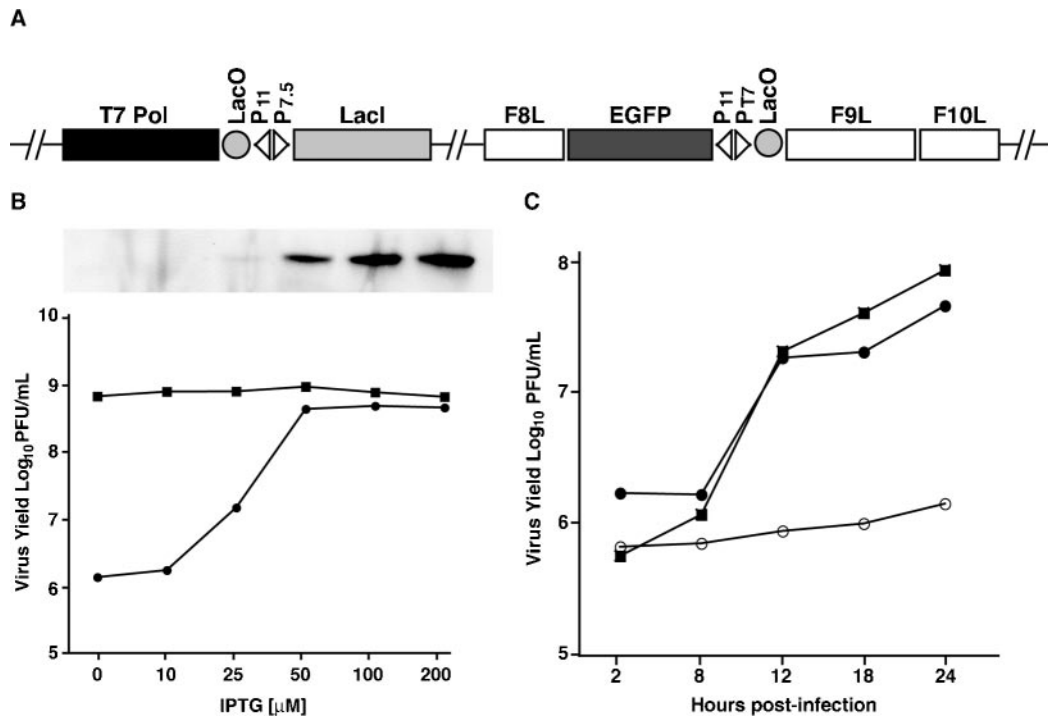 A
T7 Pol
LacO
P11
P7.5
LacI
F8L
EGFP
P11
PT7
LacO
F9L
F10L
B
Virus Yield Log10 PFU/mL
10
9
8
7
6
5
0 10 25 50 100 200
IPTG [µM]
C
Virus Yield Log10 PFU/mL
8
7
6
5
2 8 12 18 24
Hours post-infection